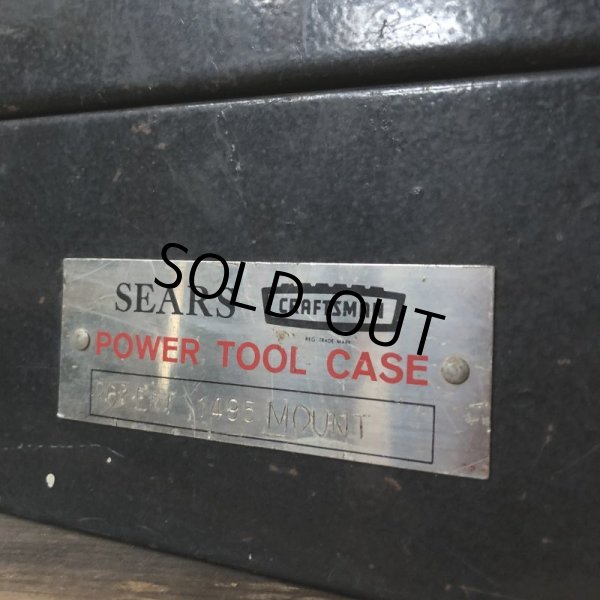 SOLD OUT
SEARS CRAFTSMAN
REG. TRADE MARK
POWER TOOL CASE
1495 MOUNT